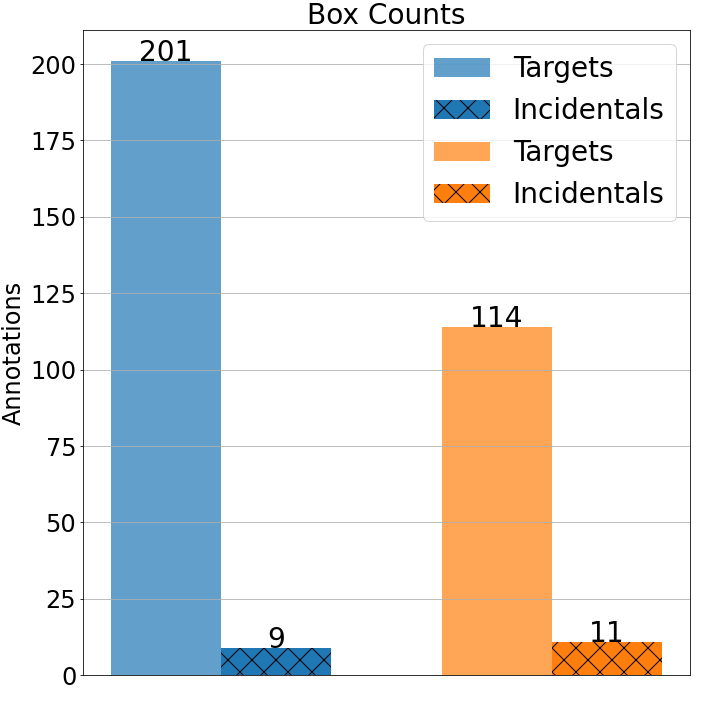 Box Counts
Annotations
200
175
150
125
100
75
50
25
0
201
9
114
11
Targets
Incidentals
Targets
Incidentals